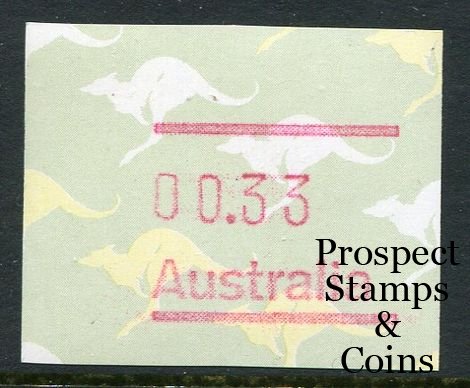 00.33
Australia
Prospect
Stamps
&
Coins